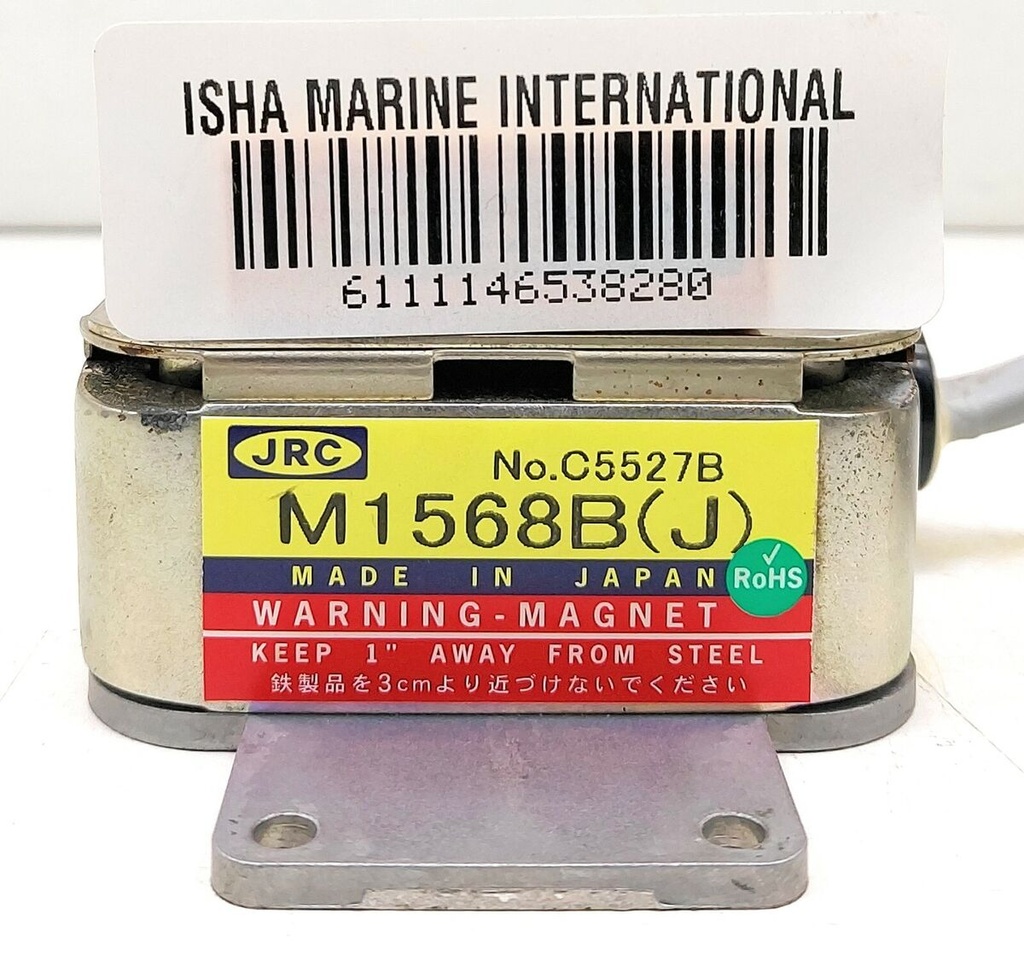 ISHA MARINE INTERNATIONAL
6111146538280
JRC
No.C5527B
M1568B(J)
MADE IN JAPAN
RoHS
WARNING-MAGNET
KEEP 1" AWAY FROM STEEL
鉄製品を3cmより近づけないでください